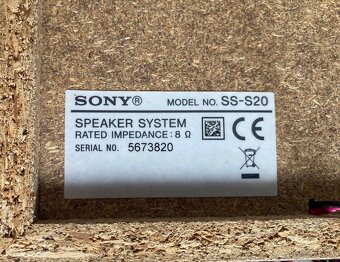 SONY® MODEL NO. SS-S20
SPEAKER SYSTEM
RATED IMPEDANCE: 8 Ω
SERIAL NO. 5673820
CE